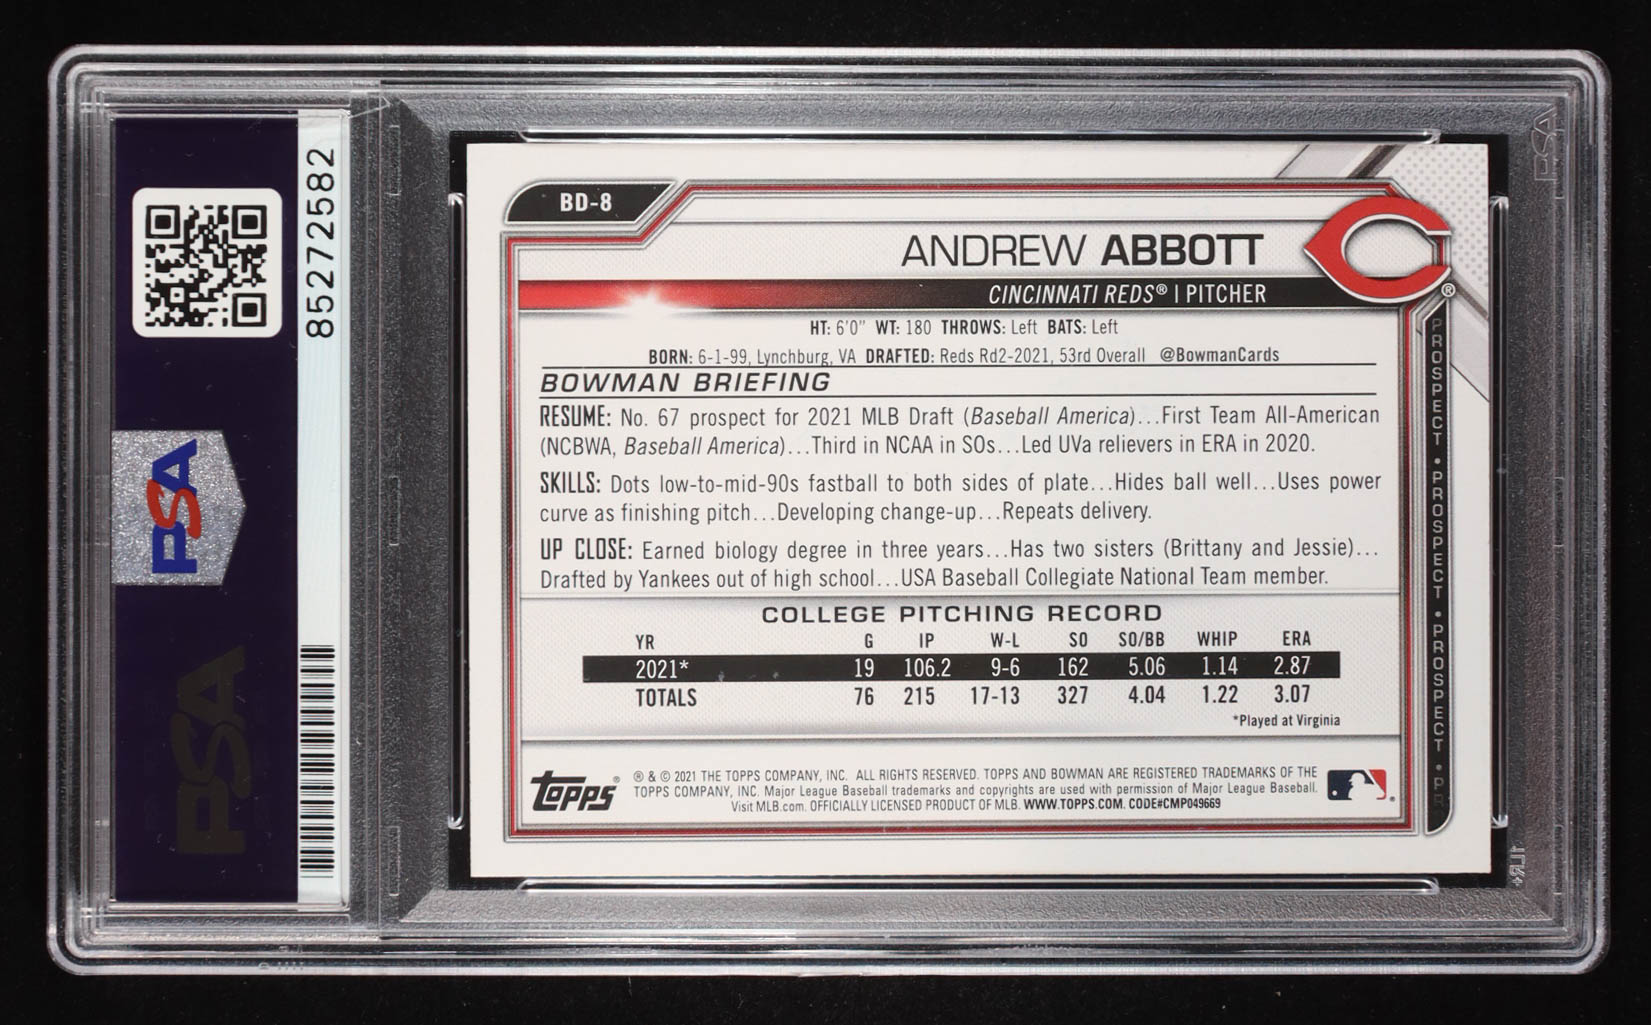 85272582
PSA
PSA
PSA
BD-8
ANDREW ABBOTT
CINCINNATI REDS® | PITCHER
HT: 6'0" WT: 180 THROWS: Left BATS: Left
BORN: 6-1-99, Lynchburg, VA DRAFTED: Reds Rd2-2021, 53rd Overall @BowmanCards
BOWMAN BRIEFING
RESUME: No. 67 prospect for 2021 MLB Draft (Baseball America)...First Team All-American
(NCBWA, Baseball America)...Third in NCAA in SOs...Led UVa relievers in ERA in 2020.
SKILLS: Dots low-to-mid-90s fastball to both sides of plate...Hides ball well...Uses power
curve as finishing pitch...Developing change-up...Repeats delivery.
UP CLOSE: Earned biology degree in three years...Has two sisters (Brittany and Jessie)...
Drafted by Yankees out of high school...USA Baseball Collegiate National Team member.
COLLEGE PITCHING RECORD
YR G IP W-L SO SO/BB WHIP ERA
2021* 19 106.2 9-6 162 5.06 1.14 2.87
TOTALS 76 215 17-13 327 4.04 1.22 3.07
*Played at Virginia
Topps® ® & © 2021 THE TOPPS COMPANY, INC. ALL RIGHTS RESERVED. TOPPS AND BOWMAN ARE REGISTERED TRADEMARKS OF THE
TOPPS COMPANY, INC. Major League Baseball trademarks and copyrights are used with permission of Major League Baseball.
Visit MLB.com. OFFICIALLY LICENSED PRODUCT OF MLB. WWW.TOPPS.COM. CODE#CMP049669
PROSPECT • PROSPECT • PROSPECT • PR